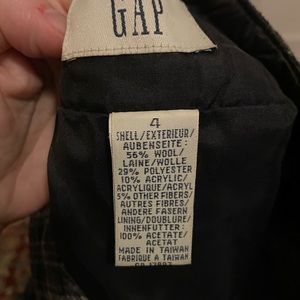 GAP
4
SHELL/EXTERIEUR/
AUBENSEITE:
56% WOOL/
LAINE/WOLLE
29% POLYESTER
10% ACRYLIC/
ACRYLIQUE/ACRYL
5% OTHER FIBERS/
AUTRES FIBRES/
ANDERE FASERN
LINING/DOUBLURE/
INNENFUTTER:
100% ACETATE/
ACETAT
MADE IN TAIWAN
FABRIQUE A TAIWAN